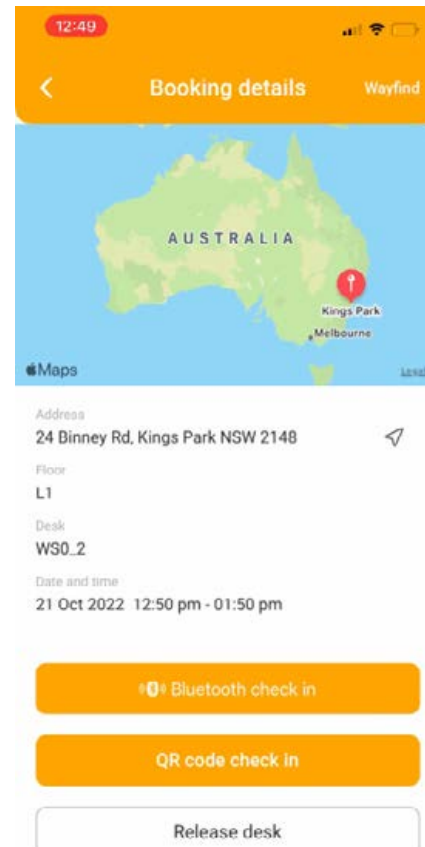 12:49
Booking details
Wayfind
AUSTRALIA
Kings Park
Melbourne
Maps
Legal
Address
24 Binney Rd, Kings Park NSW 2148
Floor
L1
Desk
WS0_2
Date and time
21 Oct 2022 12:50 pm - 01:50 pm
Bluetooth check in
QR code check in
Release desk